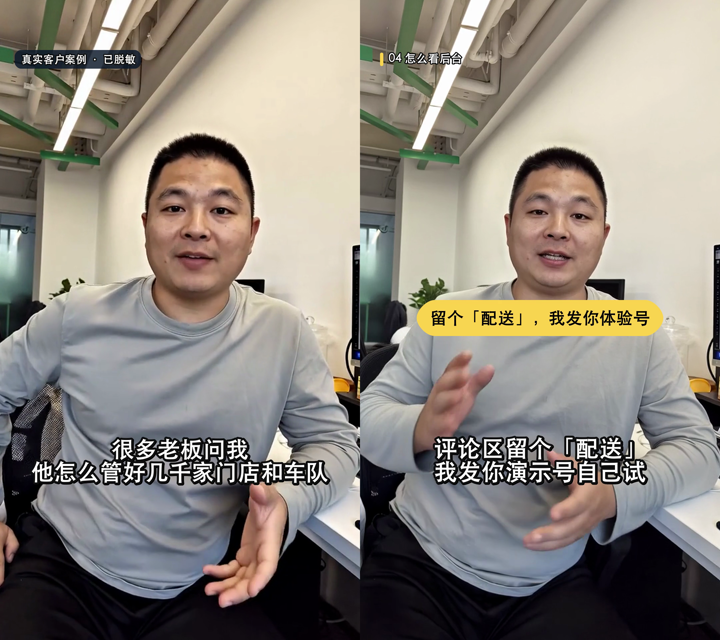 真实客户案例 · 已脱敏
很多老板问我
他怎么管好几千家门店和车队
04 怎么看后台
留个「配送」，我发你体验号
评论区留个「配送」
我发你演示号自己试